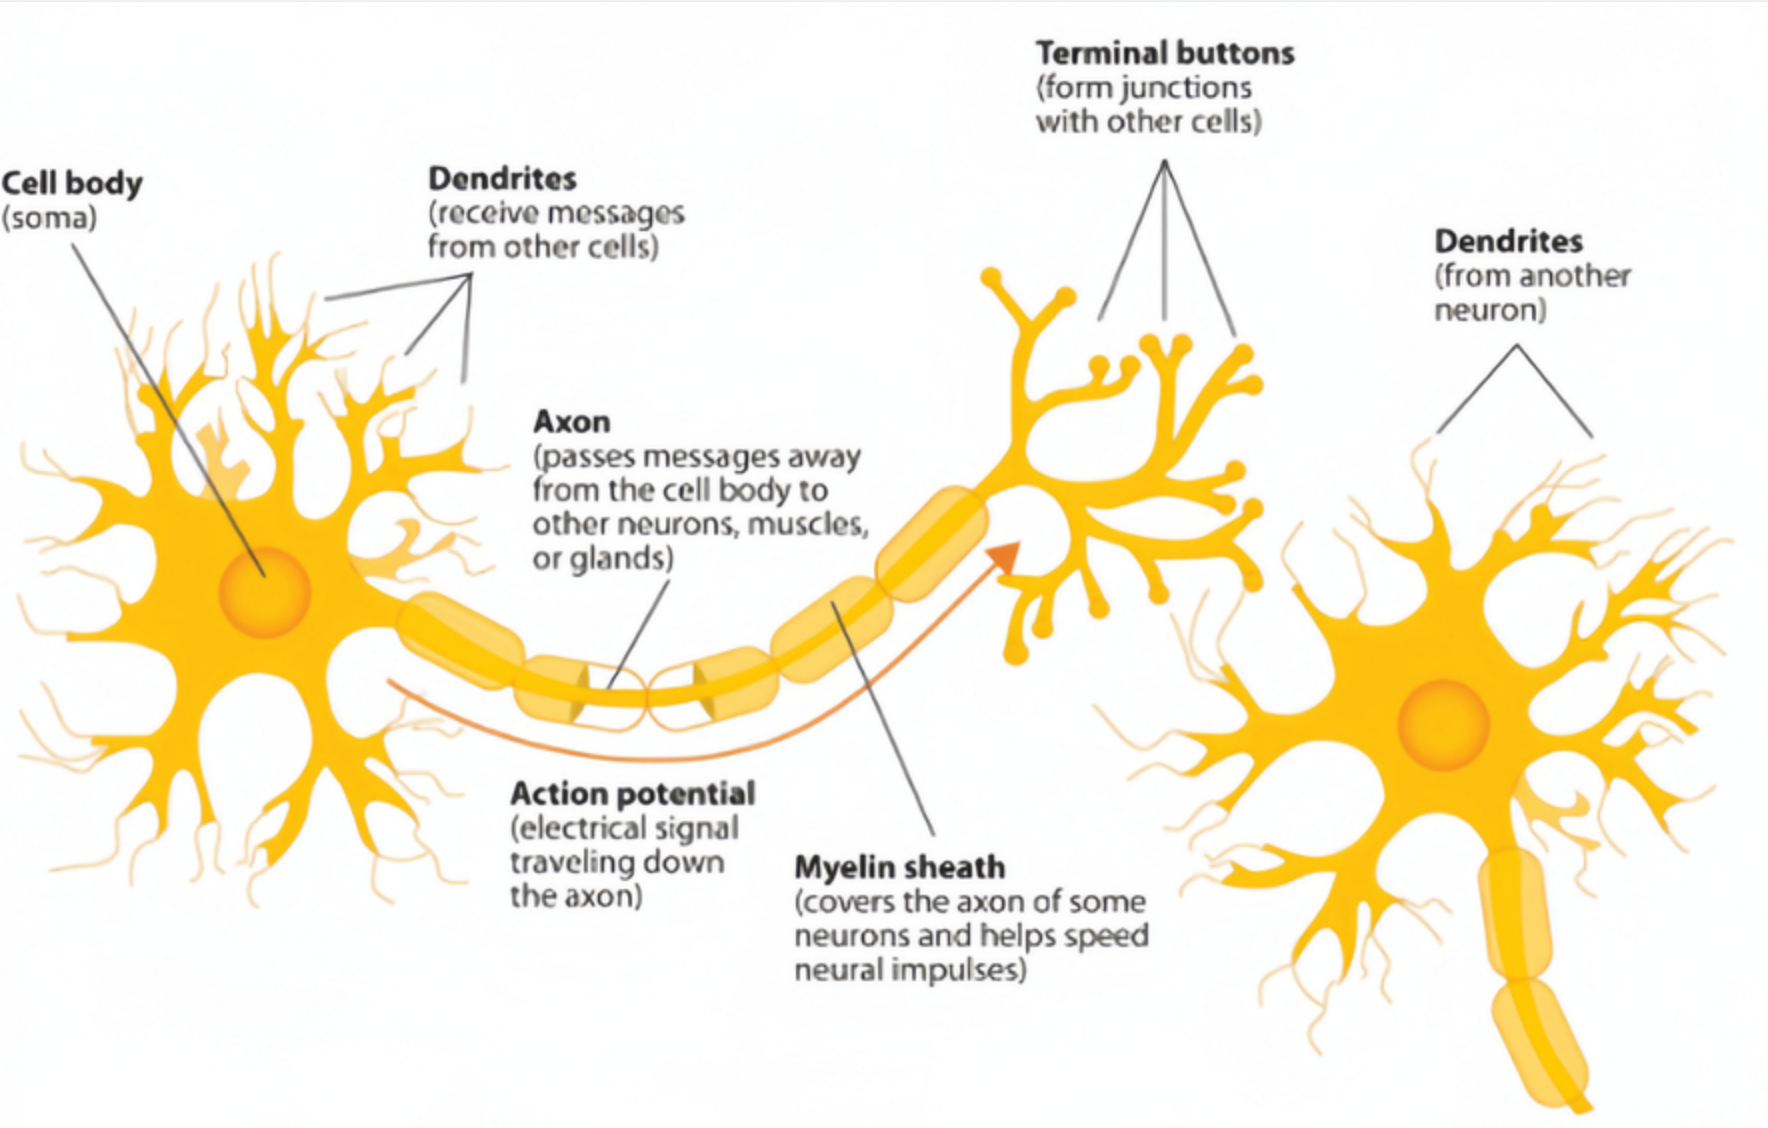 Terminal buttons
(form junctions
with other cells)
Cell body
(soma)
Dendrites
(receive messages
from other cells)
Dendrites
(from another
neuron)
Axon
(passes messages away
from the cell body to
other neurons, muscles,
or glands)
Action potential
(electrical signal
traveling down
the axon)
Myelin sheath
(covers the axon of some
neurons and helps speed
neural impulses)